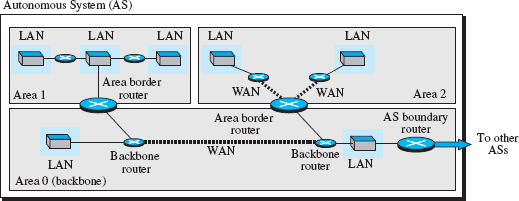 Autonomous System (AS)
LAN LAN LAN
Area border
router
Area 1
LAN LAN
WAN WAN
Area 2
Area border
router
AS boundary
router
To other
ASs
LAN
Backbone
router
WAN
Backbone
router
LAN
Area 0 (backbone)